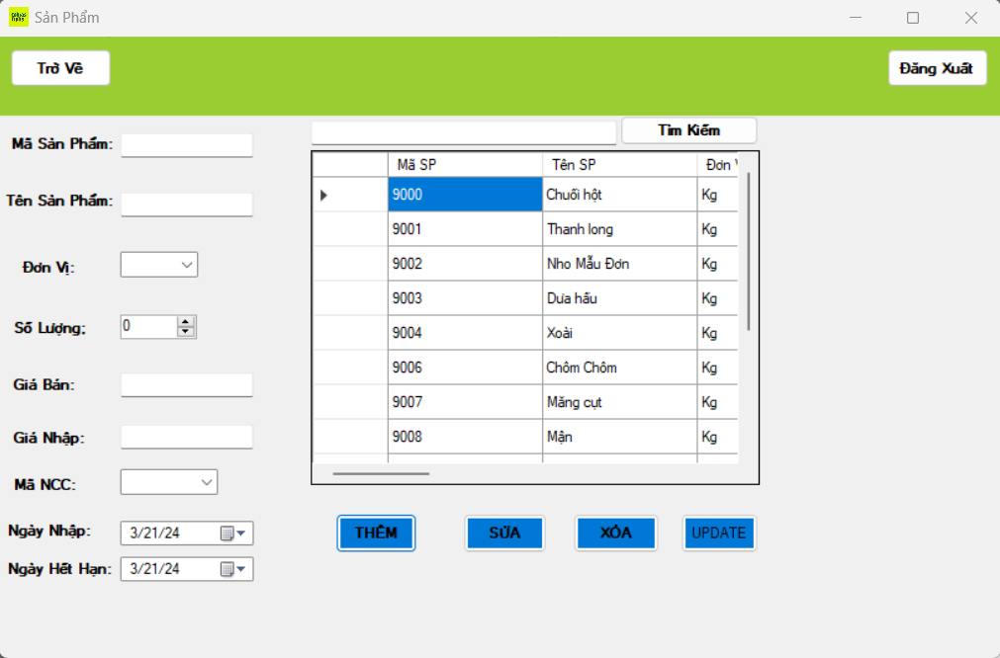 Sản Phẩm
Trở Về
Đăng Xuất
Mã Sản Phẩm:
Tên Sản Phẩm:
Đơn Vị:
Số Lượng:
0
Giá Bán:
Giá Nhập:
Mã NCC:
Ngày Nhập:
3/21/24
Ngày Hết Hạn:
3/21/24
Tìm Kiếm
Mã SP Tên SP Đơn
9000 Chuối hột Kg
9001 Thanh long Kg
9002 Nho Mẫu Đơn Kg
9003 Dưa hấu Kg
9004 Xoài Kg
9006 Chôm Chôm Kg
9007 Măng cụt Kg
9008 Mận Kg
THÊM SỬA XÓA UPDATE